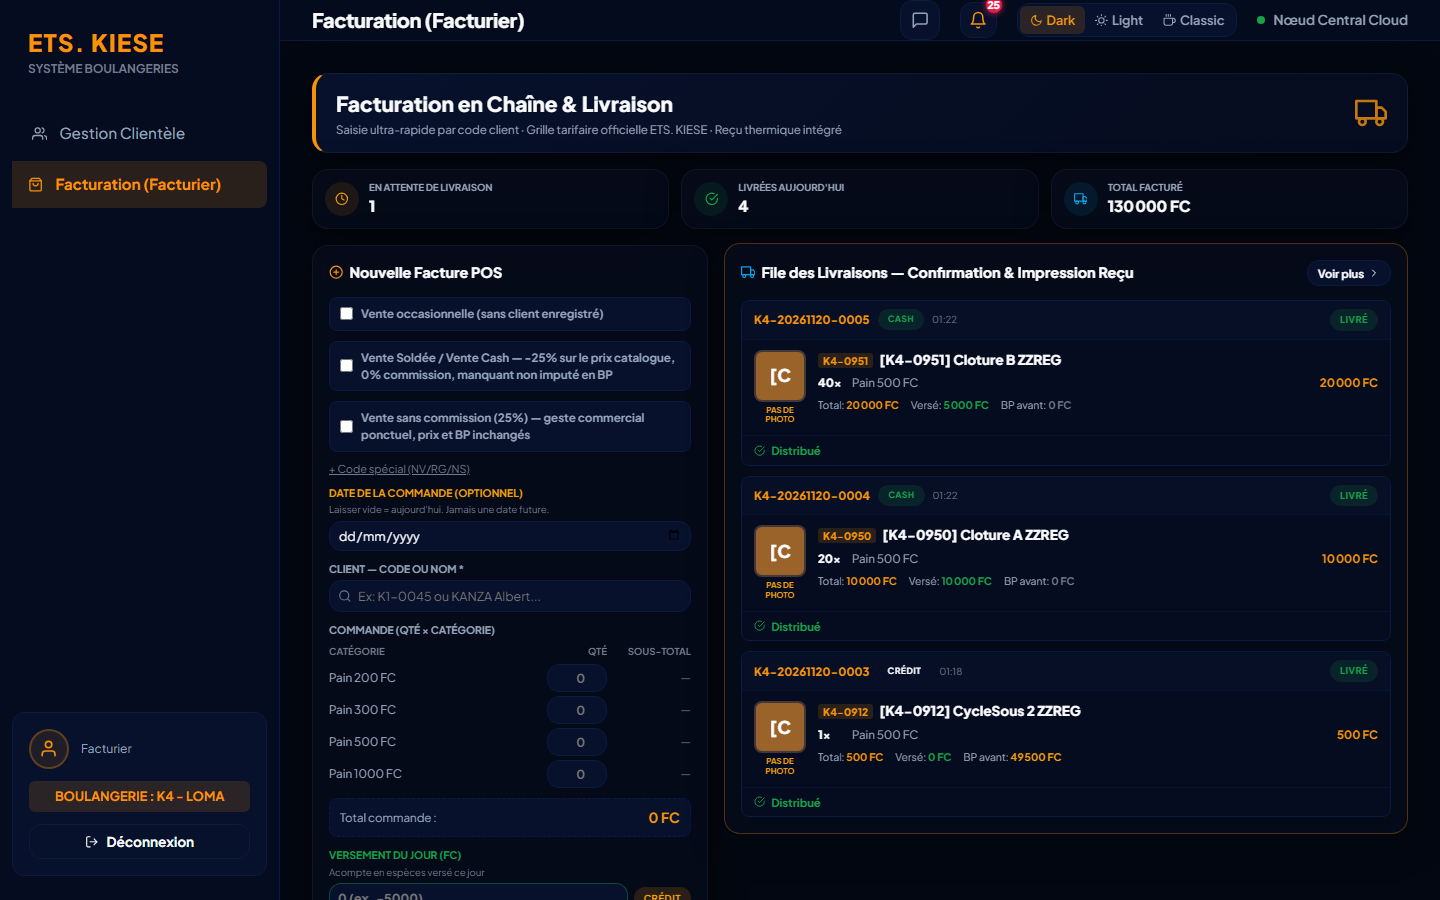 ETS. KIESE
SYSTÈME BOULANGERIES
Gestion Clientèle
Facturation (Facturier)
Facturier
BOULANGERIE : K4 - LOMA
Déconnexion
Facturation (Facturier)
25
Dark
Light
Classic
Nœud Central Cloud
Facturation en Chaîne & Livraison
Saisie ultra-rapide par code client · Grille tarifaire officielle ETS. KIESE · Reçu thermique intégré
EN ATTENTE DE LIVRAISON
1
LIVRÉES AUJOURD'HUI
4
TOTAL FACTURÉ
130 000 FC
Nouvelle Facture POS
Vente occasionnelle (sans client enregistré)
Vente Soldée / Vente Cash — -25% sur le prix catalogue,
0% commission, manquant non imputé en BP
Vente sans commission (25%) — geste commercial
ponctuel, prix et BP inchangés
+ Code spécial (NV/RG/NS)
DATE DE LA COMMANDE (OPTIONNEL)
Laisser vide = aujourd'hui. Jamais une date future.
dd/mm/yyyy
CLIENT — CODE OU NOM *
Ex: K1-0045 ou KANZA Albert...
COMMANDE (QTÉ × CATÉGORIE)
CATÉGORIE QTÉ SOUS-TOTAL
Pain 200 FC 0 —
Pain 300 FC 0 —
Pain 500 FC 0 —
Pain 1000 FC 0 —
Total commande : 0 FC
VERSEMENT DU JOUR (FC)
Acompte en espèces versé ce jour
0 (ex. -5000) CRÉDIT
File des Livraisons — Confirmation & Impression Reçu
Voir plus
K4-20261120-0005 CASH 01:22 LIVRÉ
[C
PAS DE
PHOTO
K4-0951 [K4-0951] Cloture B ZZREG
40× Pain 500 FC 20 000 FC
Total: 20 000 FC Versé: 5 000 FC BP avant: 0 FC
Distribué
K4-20261120-0004 CASH 01:22 LIVRÉ
[C
PAS DE
PHOTO
K4-0950 [K4-0950] Cloture A ZZREG
20× Pain 500 FC 10 000 FC
Total: 10 000 FC Versé: 10 000 FC BP avant: 0 FC
Distribué
K4-20261120-0003 CRÉDIT 01:18 LIVRÉ
[C
PAS DE
PHOTO
K4-0912 [K4-0912] CycleSous 2 ZZREG
1× Pain 500 FC 500 FC
Total: 500 FC Versé: 0 FC BP avant: 49 500 FC
Distribué